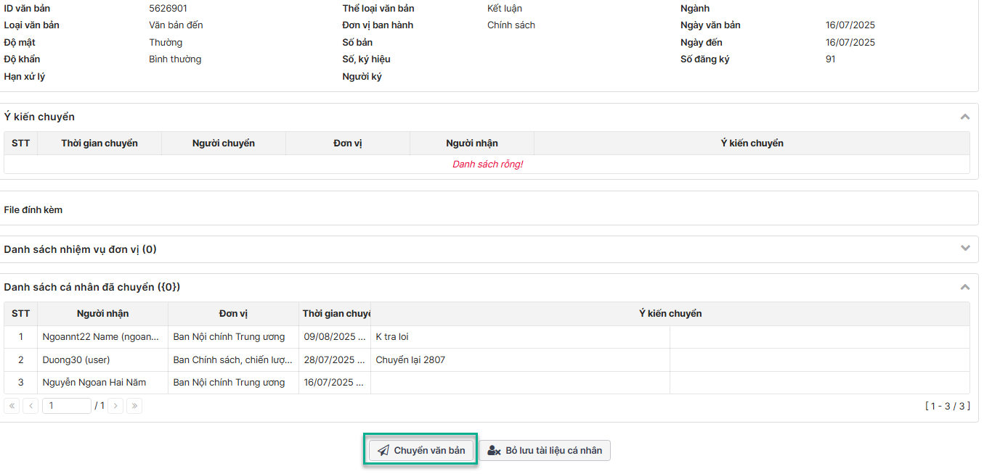 ID văn bản 5626901 Thể loại văn bản Kết luận Ngành
Loại văn bản Văn bản đến Đơn vị ban hành Chính sách Ngày văn bản 16/07/2025
Độ mật Thường Số bản Ngày đến 16/07/2025
Độ khẩn Bình thường Số, ký hiệu Số đăng ký 91
Hạn xử lý Người ký
Ý kiến chuyển
STT Thời gian chuyển Người chuyển Đơn vị Người nhận Ý kiến chuyển
Danh sách rỗng!
File đính kèm
Danh sách nhiệm vụ đơn vị (0)
Danh sách cá nhân đã chuyển ({0})
STT Người nhận Đơn vị Thời gian chuyể Ý kiến chuyển
1 Ngoannt22 Name (ngoan... Ban Nội chính Trung ương 09/08/2025 ... K tra loi
2 Duong30 (user) Ban Chính sách, chiến lượ... 28/07/2025 ... Chuyển lại 2807
3 Nguyễn Ngoan Hai Năm Ban Nội chính Trung ương 16/07/2025 ...
« ‹ 1 / 1 › » [ 1 - 3 / 3 ]
Chuyển văn bản Bỏ lưu tài liệu cá nhân